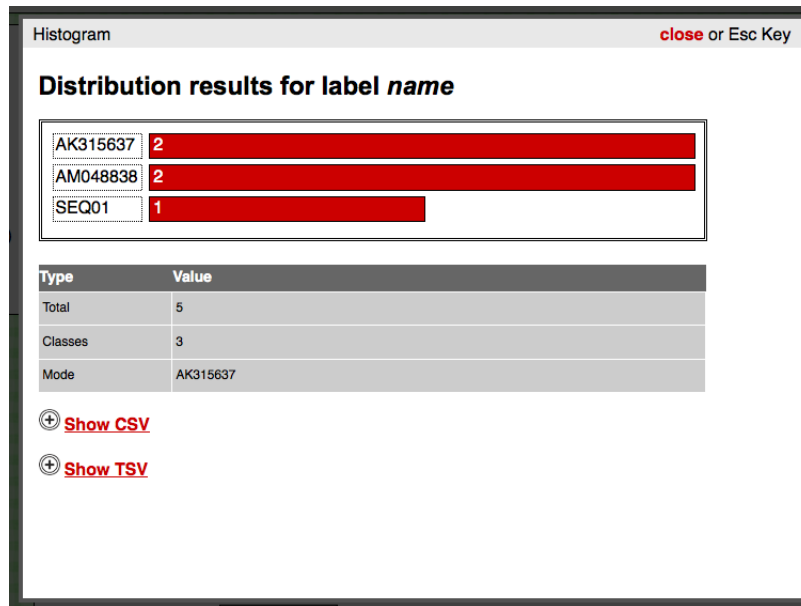 Histogram close or Esc Key
Distribution results for label name
AK315637 2
AM048838 2
SEQ01 1
Type Value
Total 5
Classes 3
Mode AK315637
Show CSV
Show TSV